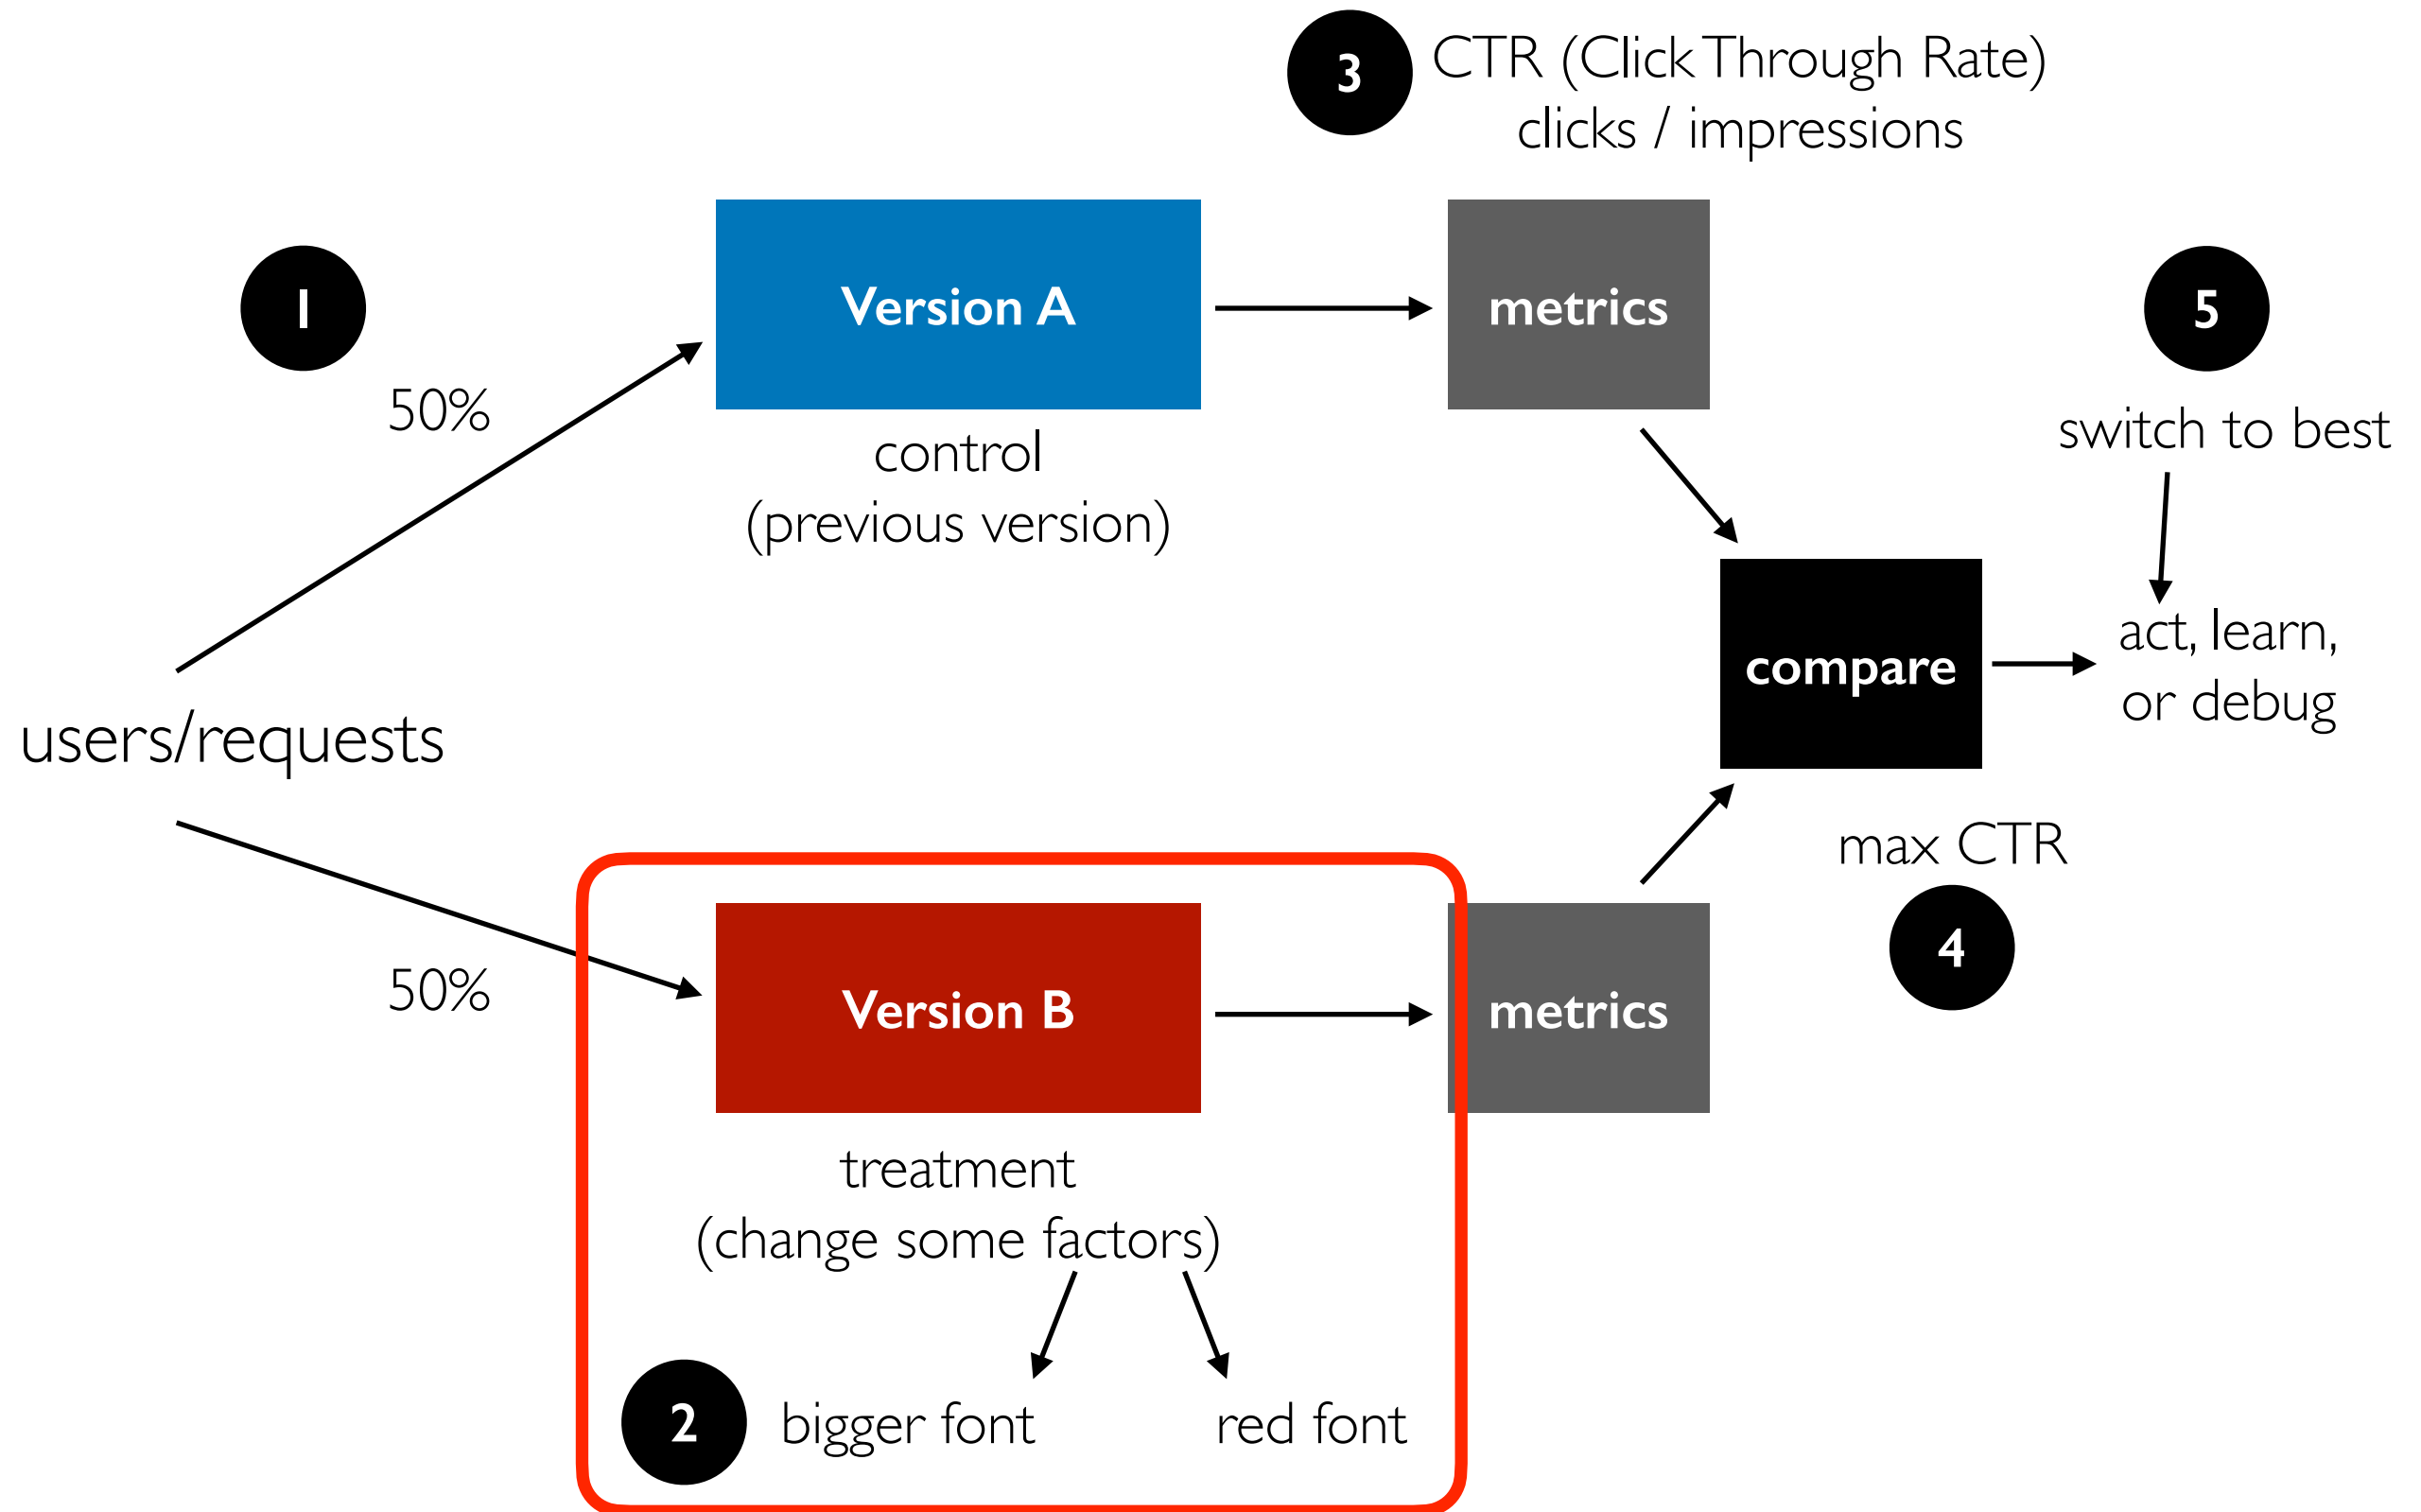 3
CTR (Click Through Rate)
clicks / impressions
1
50%
Version A
metrics
5
control
(previous version)
switch to best
users/requests
compare
act, learn,
or debug
max CTR
4
50%
Version B
metrics
treatment
(change some factors)
2
bigger font
red font